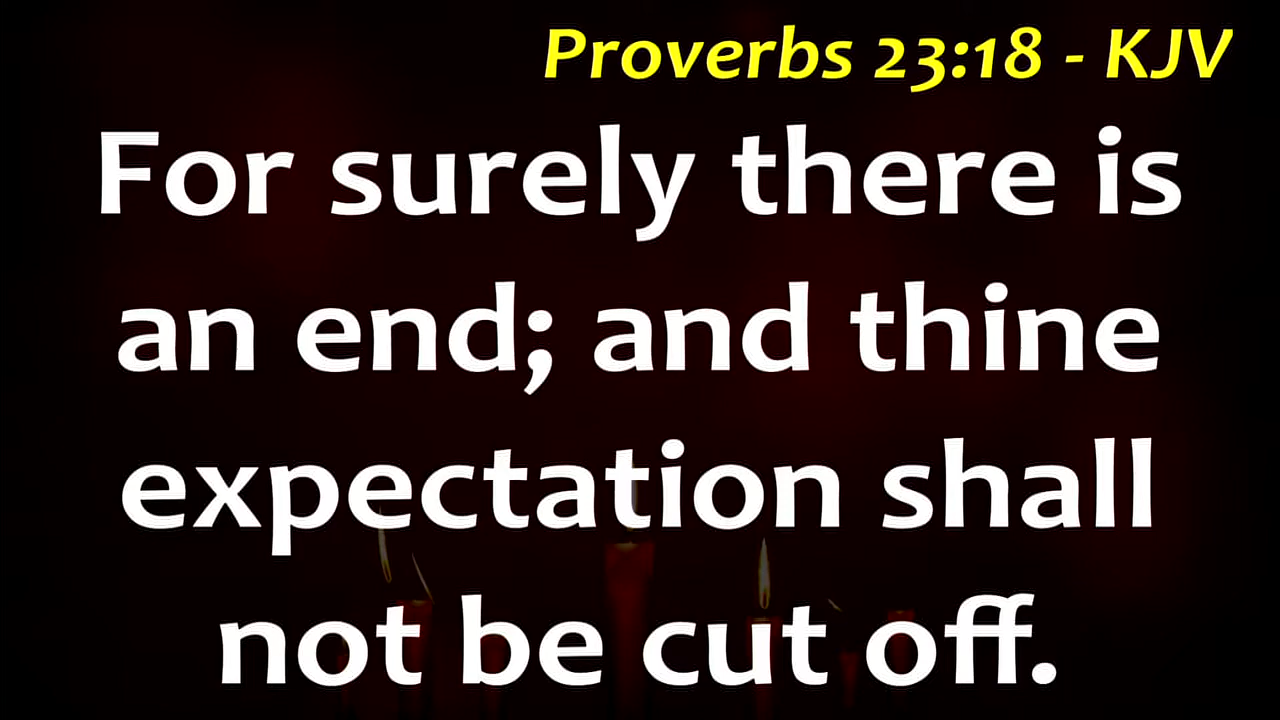 Proverbs 23:18 - KJV
For surely there is
an end; and thine
expectation shall
not be cut off.